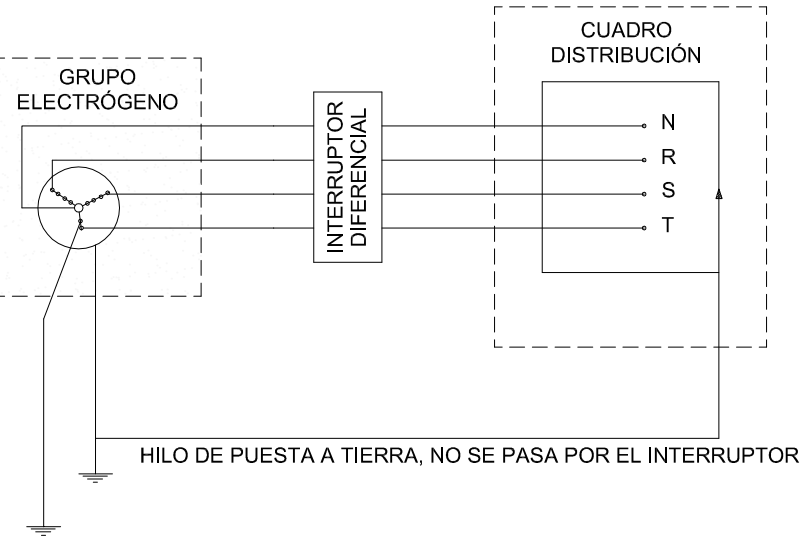 CUADRO
DISTRIBUCIÓN
GRUPO
ELECTRÓGENO
INTERRUPTOR
DIFERENCIAL
N
R
S
T
HILO DE PUESTA A TIERRA, NO SE PASA POR EL INTERRUPTOR